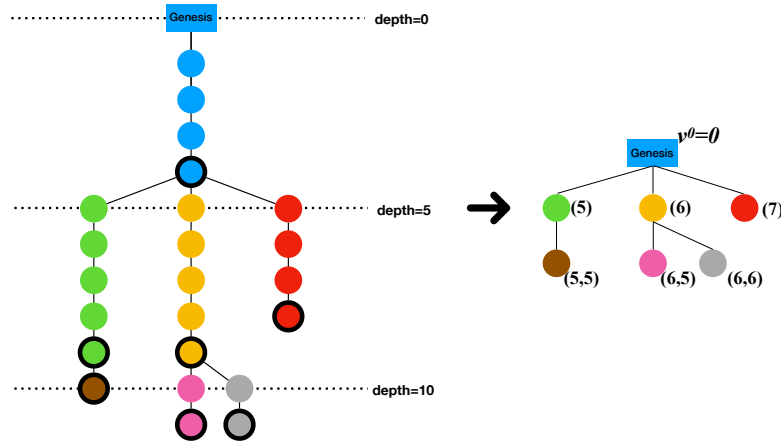 Genesis
depth=0
v⁰=0
Genesis
depth=5
(5)
(6)
(7)
(5,5)
(6,5)
(6,6)
depth=10